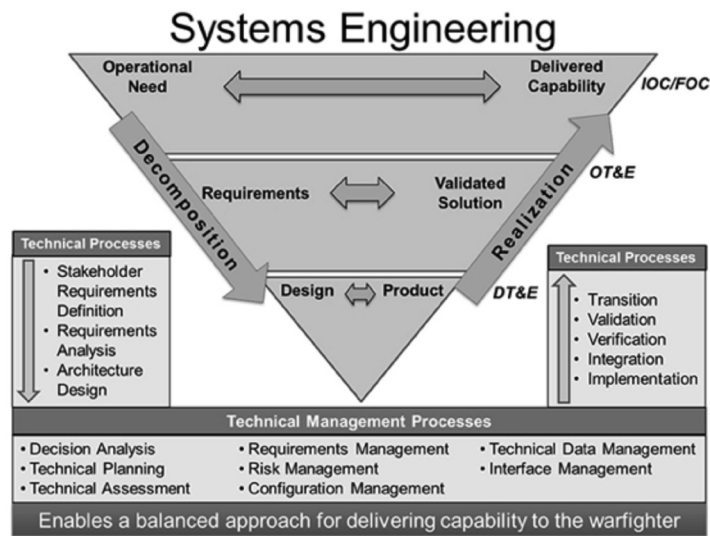 Systems Engineering
Operational
Need
Delivered
Capability
IOC/FOC
Decomposition
Realization
OT&E
Requirements
Validated
Solution
Design
Product
DT&E
Technical Processes
• Stakeholder
Requirements
Definition
• Requirements
Analysis
• Architecture
Design
Technical Processes
• Transition
• Validation
• Verification
• Integration
• Implementation
Technical Management Processes
• Decision Analysis
• Technical Planning
• Technical Assessment
• Requirements Management
• Risk Management
• Configuration Management
• Technical Data Management
• Interface Management
Enables a balanced approach for delivering capability to the warfighter